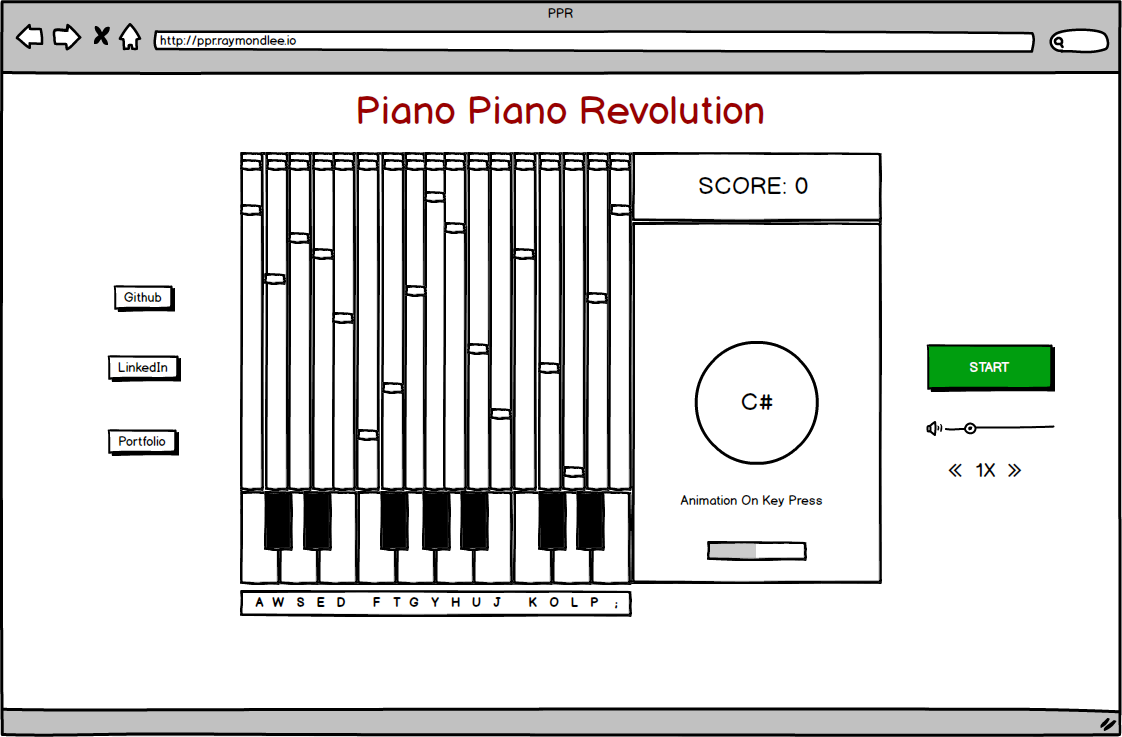 PPR
http://ppr.raymondlee.io
Piano Piano Revolution
SCORE: 0
Github
LinkedIn
Portfolio
C#
Animation On Key Press
START
1X
A W S E D F T G Y H U J K O L P ;